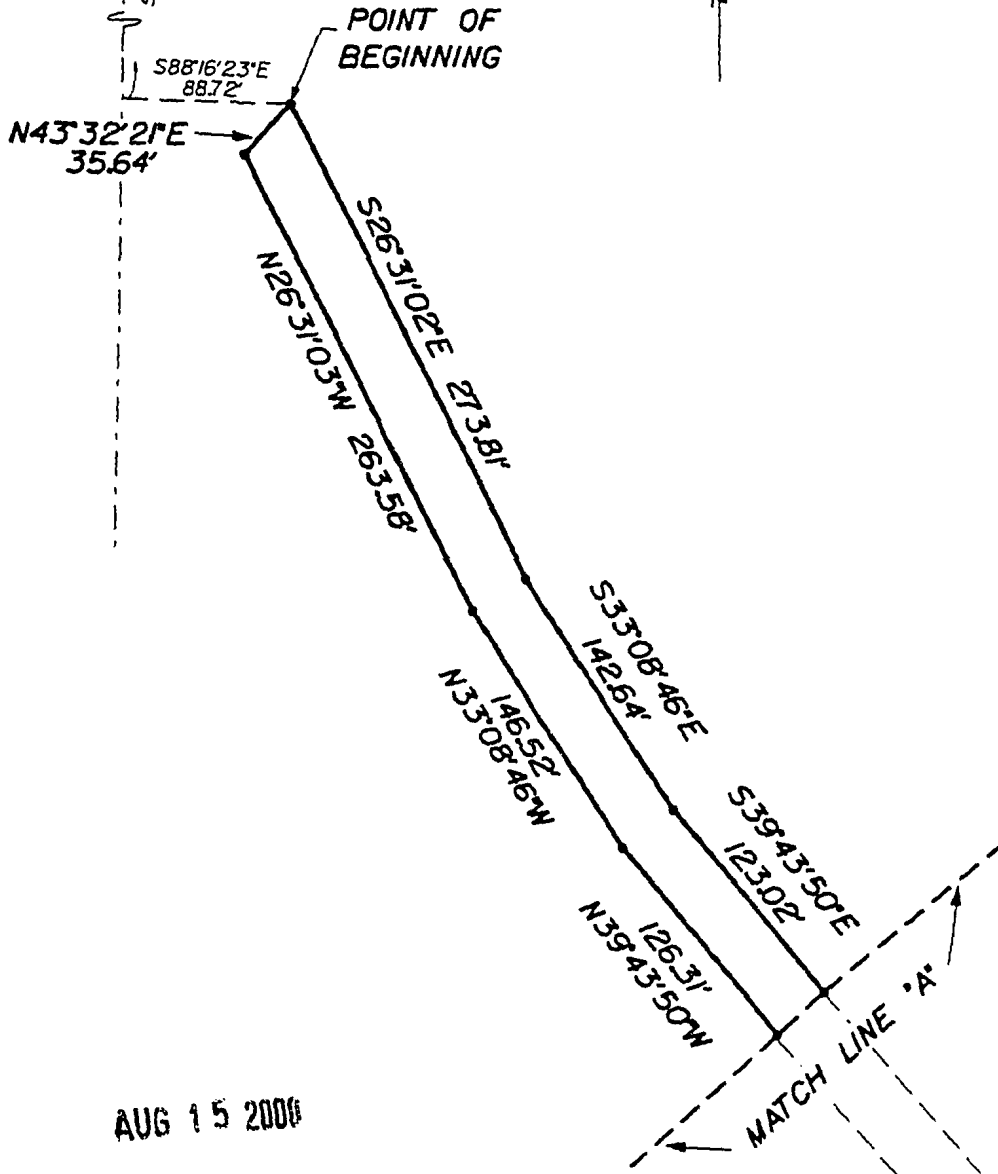 POINT OF
BEGINNING
S88°16'23"E
88.72'
N43°32'21"E
35.64'
S26°31'02"E 273.81'
N26°31'03"W 263.58'
S33°08'46"E
142.64'
146.52'
N33°08'46"W
S39°43'50"E
123.02'
126.31'
N39°43'50"W
MATCH LINE "A"
AUG 15 2000